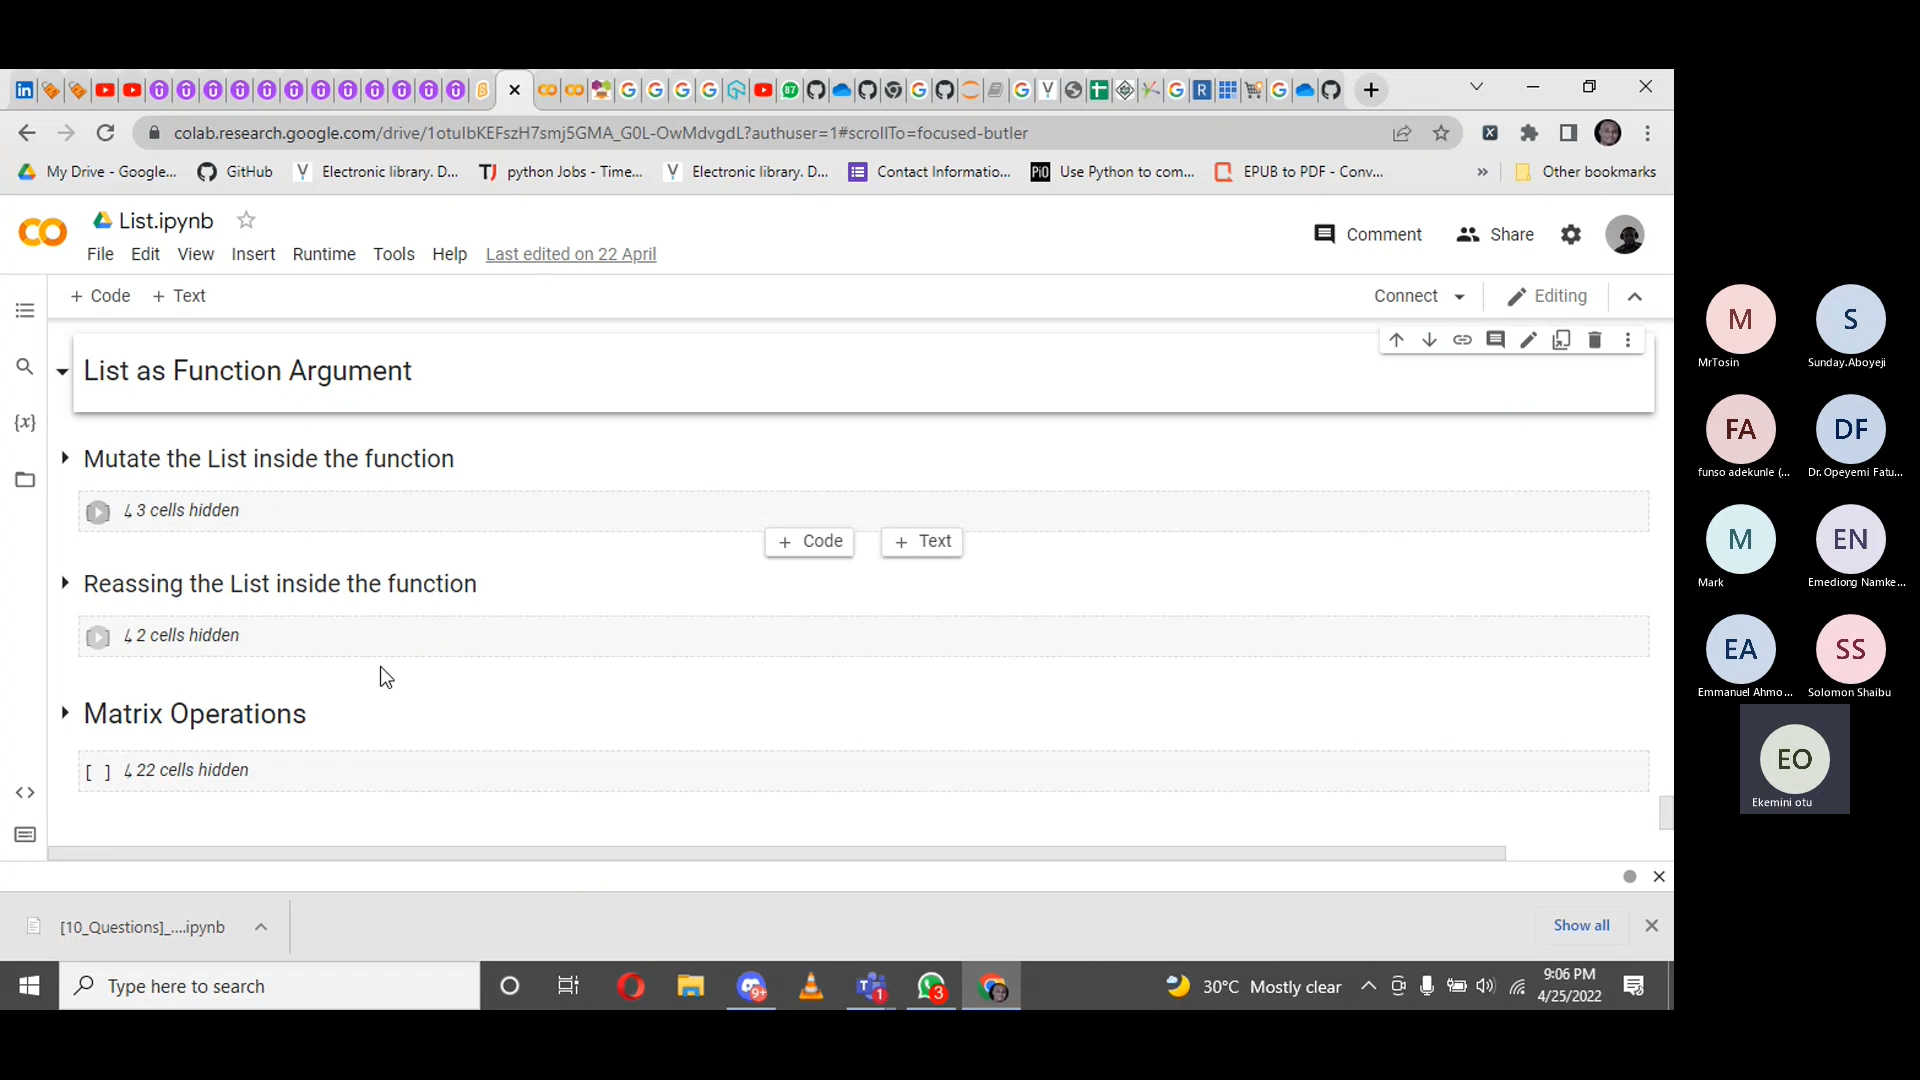 colab.research.google.com/drive/1otuIbKEFszH7smj5GMA_G0L-OwMdvgdL?authuser=1#scrollTo=focused-butler
My Drive - Google... GitHub Electronic library. D... TJ python Jobs - Time... Electronic library. D... Contact Informatio... PiO Use Python to com... EPUB to PDF - Conv... » Other bookmarks
List.ipynb
Comment Share
File Edit View Insert Runtime Tools Help Last edited on 22 April
+ Code + Text Connect Editing
List as Function Argument
Mutate the List inside the function
3 cells hidden
+ Code + Text
Reassing the List inside the function
2 cells hidden
Matrix Operations
[ ] 22 cells hidden
[10_Questions]_....ipynb
Show all
Type here to search
9+
1
3
30°C Mostly clear
9:06 PM
4/25/2022
M S
MrTosin Sunday.Aboyeji
FA DF
funso adekunle (... Dr. Opeyemi Fatu...
M EN
Mark Emediong Namke...
EA SS
Emmanuel Ahmo... Solomon Shaibu
EO
Ekemini otu